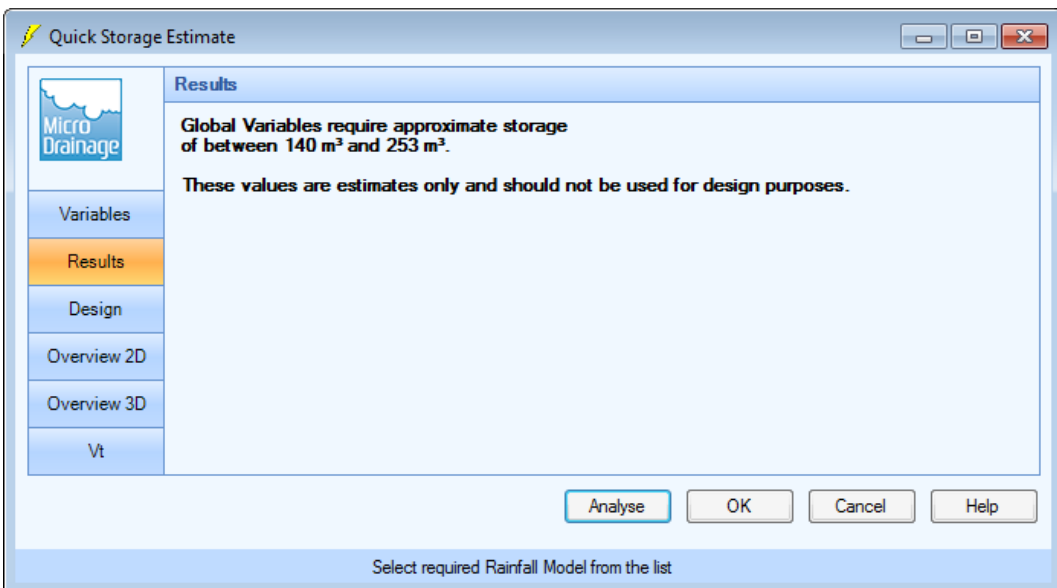 Quick Storage Estimate
Micro
Drainage
Variables
Results
Design
Overview 2D
Overview 3D
Vt
Results
Global Variables require approximate storage
of between 140 m³ and 253 m³.
These values are estimates only and should not be used for design purposes.
Analyse
OK
Cancel
Help
Select required Rainfall Model from the list